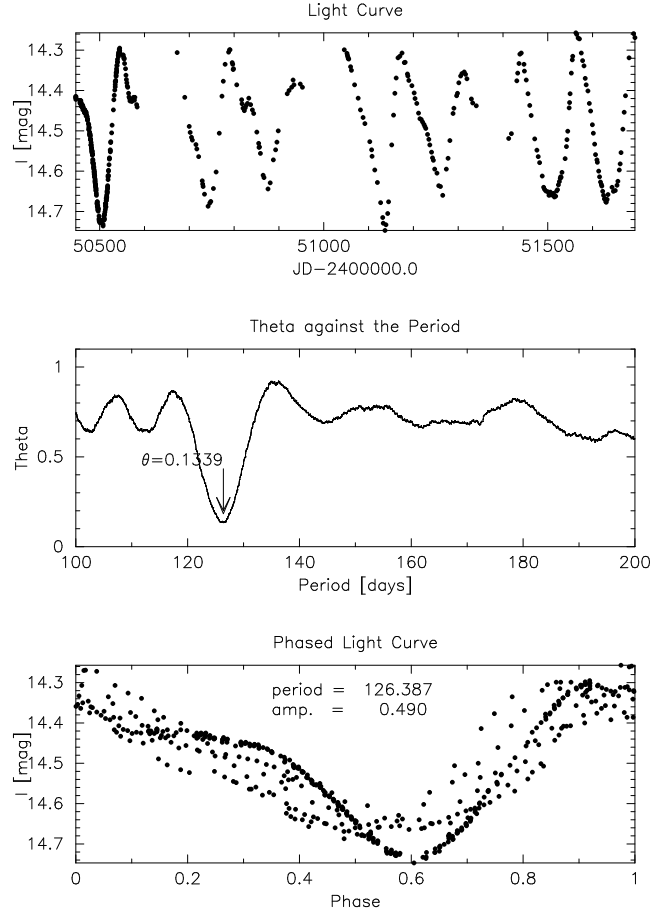 Light Curve
14.3
14.4
14.5
14.6
14.7
I [mag]
50500 51000 51500
JD-2400000.0
Theta against the Period
1
0.5
0
Theta
θ=0.1339
100 120 140 160 180 200
Period [days]
Phased Light Curve
14.3
14.4
14.5
14.6
14.7
I [mag]
period = 126.387
amp. = 0.490
0 0.2 0.4 0.6 0.8 1
Phase